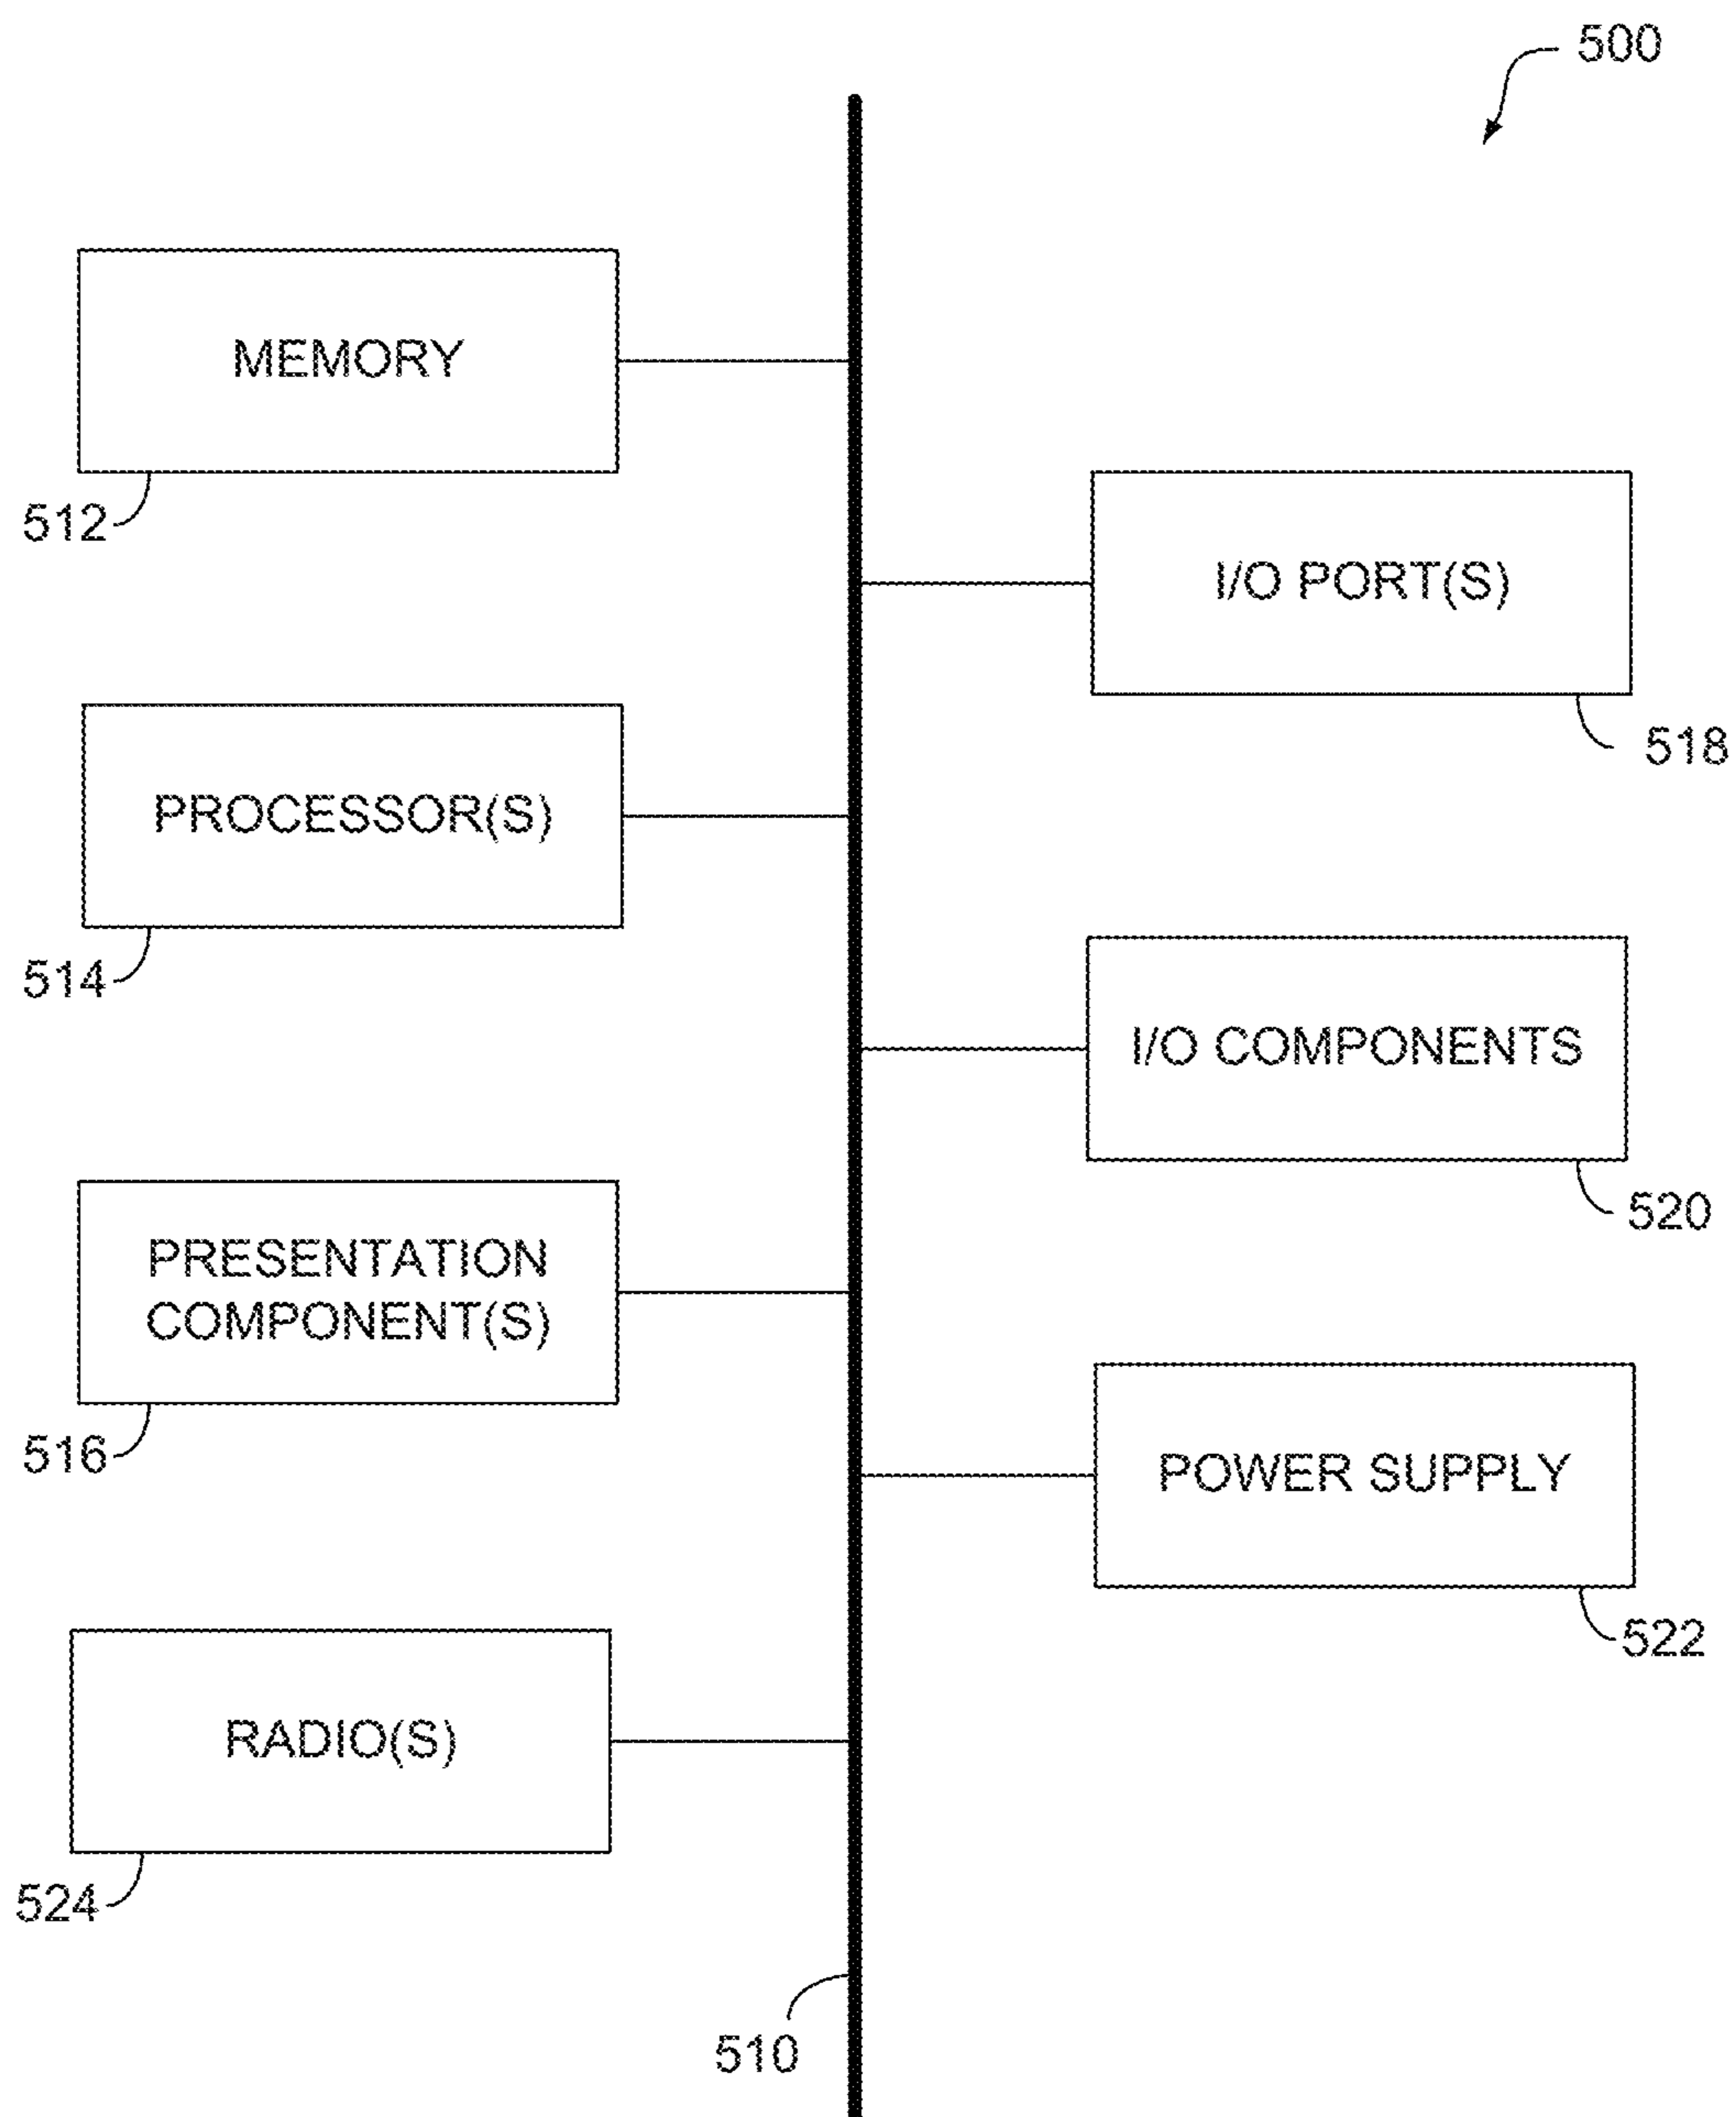 500
MEMORY
512
I/O PORT(S)
518
PROCESSOR(S)
514
I/O COMPONENTS
520
PRESENTATION
COMPONENT(S)
516
POWER SUPPLY
522
RADIO(S)
524
510